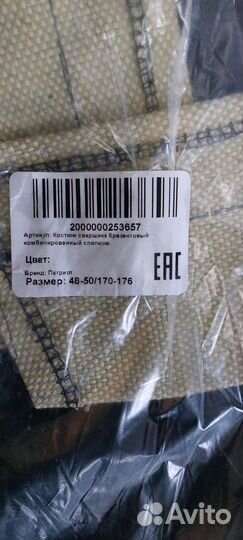 2000000253657
Артикул: Костюм сварщика брезентовый
комбинированный спилком
Цвет:
Бренд: Патриот
Размер: 48-50/170-176
EAC
Avito